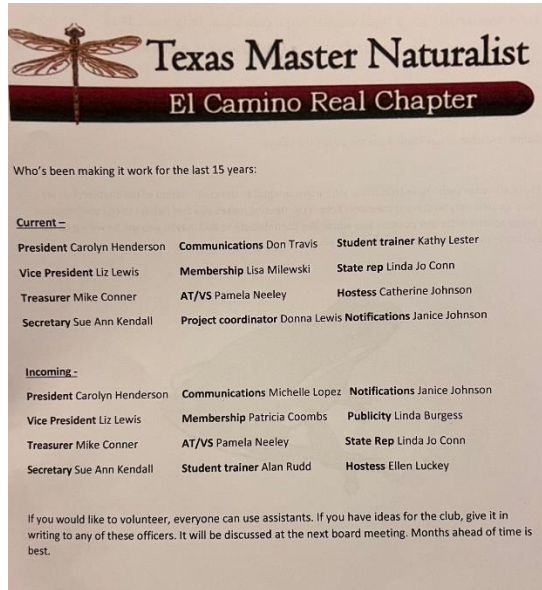 Texas Master Naturalist
El Camino Real Chapter
Who's been making it work for the last 15 years:
Current –
President Carolyn Henderson Communications Don Travis Student trainer Kathy Lester
Vice President Liz Lewis Membership Lisa Milewski State rep Linda Jo Conn
Treasurer Mike Conner AT/VS Pamela Neeley Hostess Catherine Johnson
Secretary Sue Ann Kendall Project coordinator Donna Lewis Notifications Janice Johnson
Incoming -
President Carolyn Henderson Communications Michelle Lopez Notifications Janice Johnson
Vice President Liz Lewis Membership Patricia Coombs Publicity Linda Burgess
Treasurer Mike Conner AT/VS Pamela Neeley State Rep Linda Jo Conn
Secretary Sue Ann Kendall Student trainer Alan Rudd Hostess Ellen Luckey
If you would like to volunteer, everyone can use assistants. If you have ideas for the club, give it in
writing to any of these officers. It will be discussed at the next board meeting. Months ahead of time is
best.